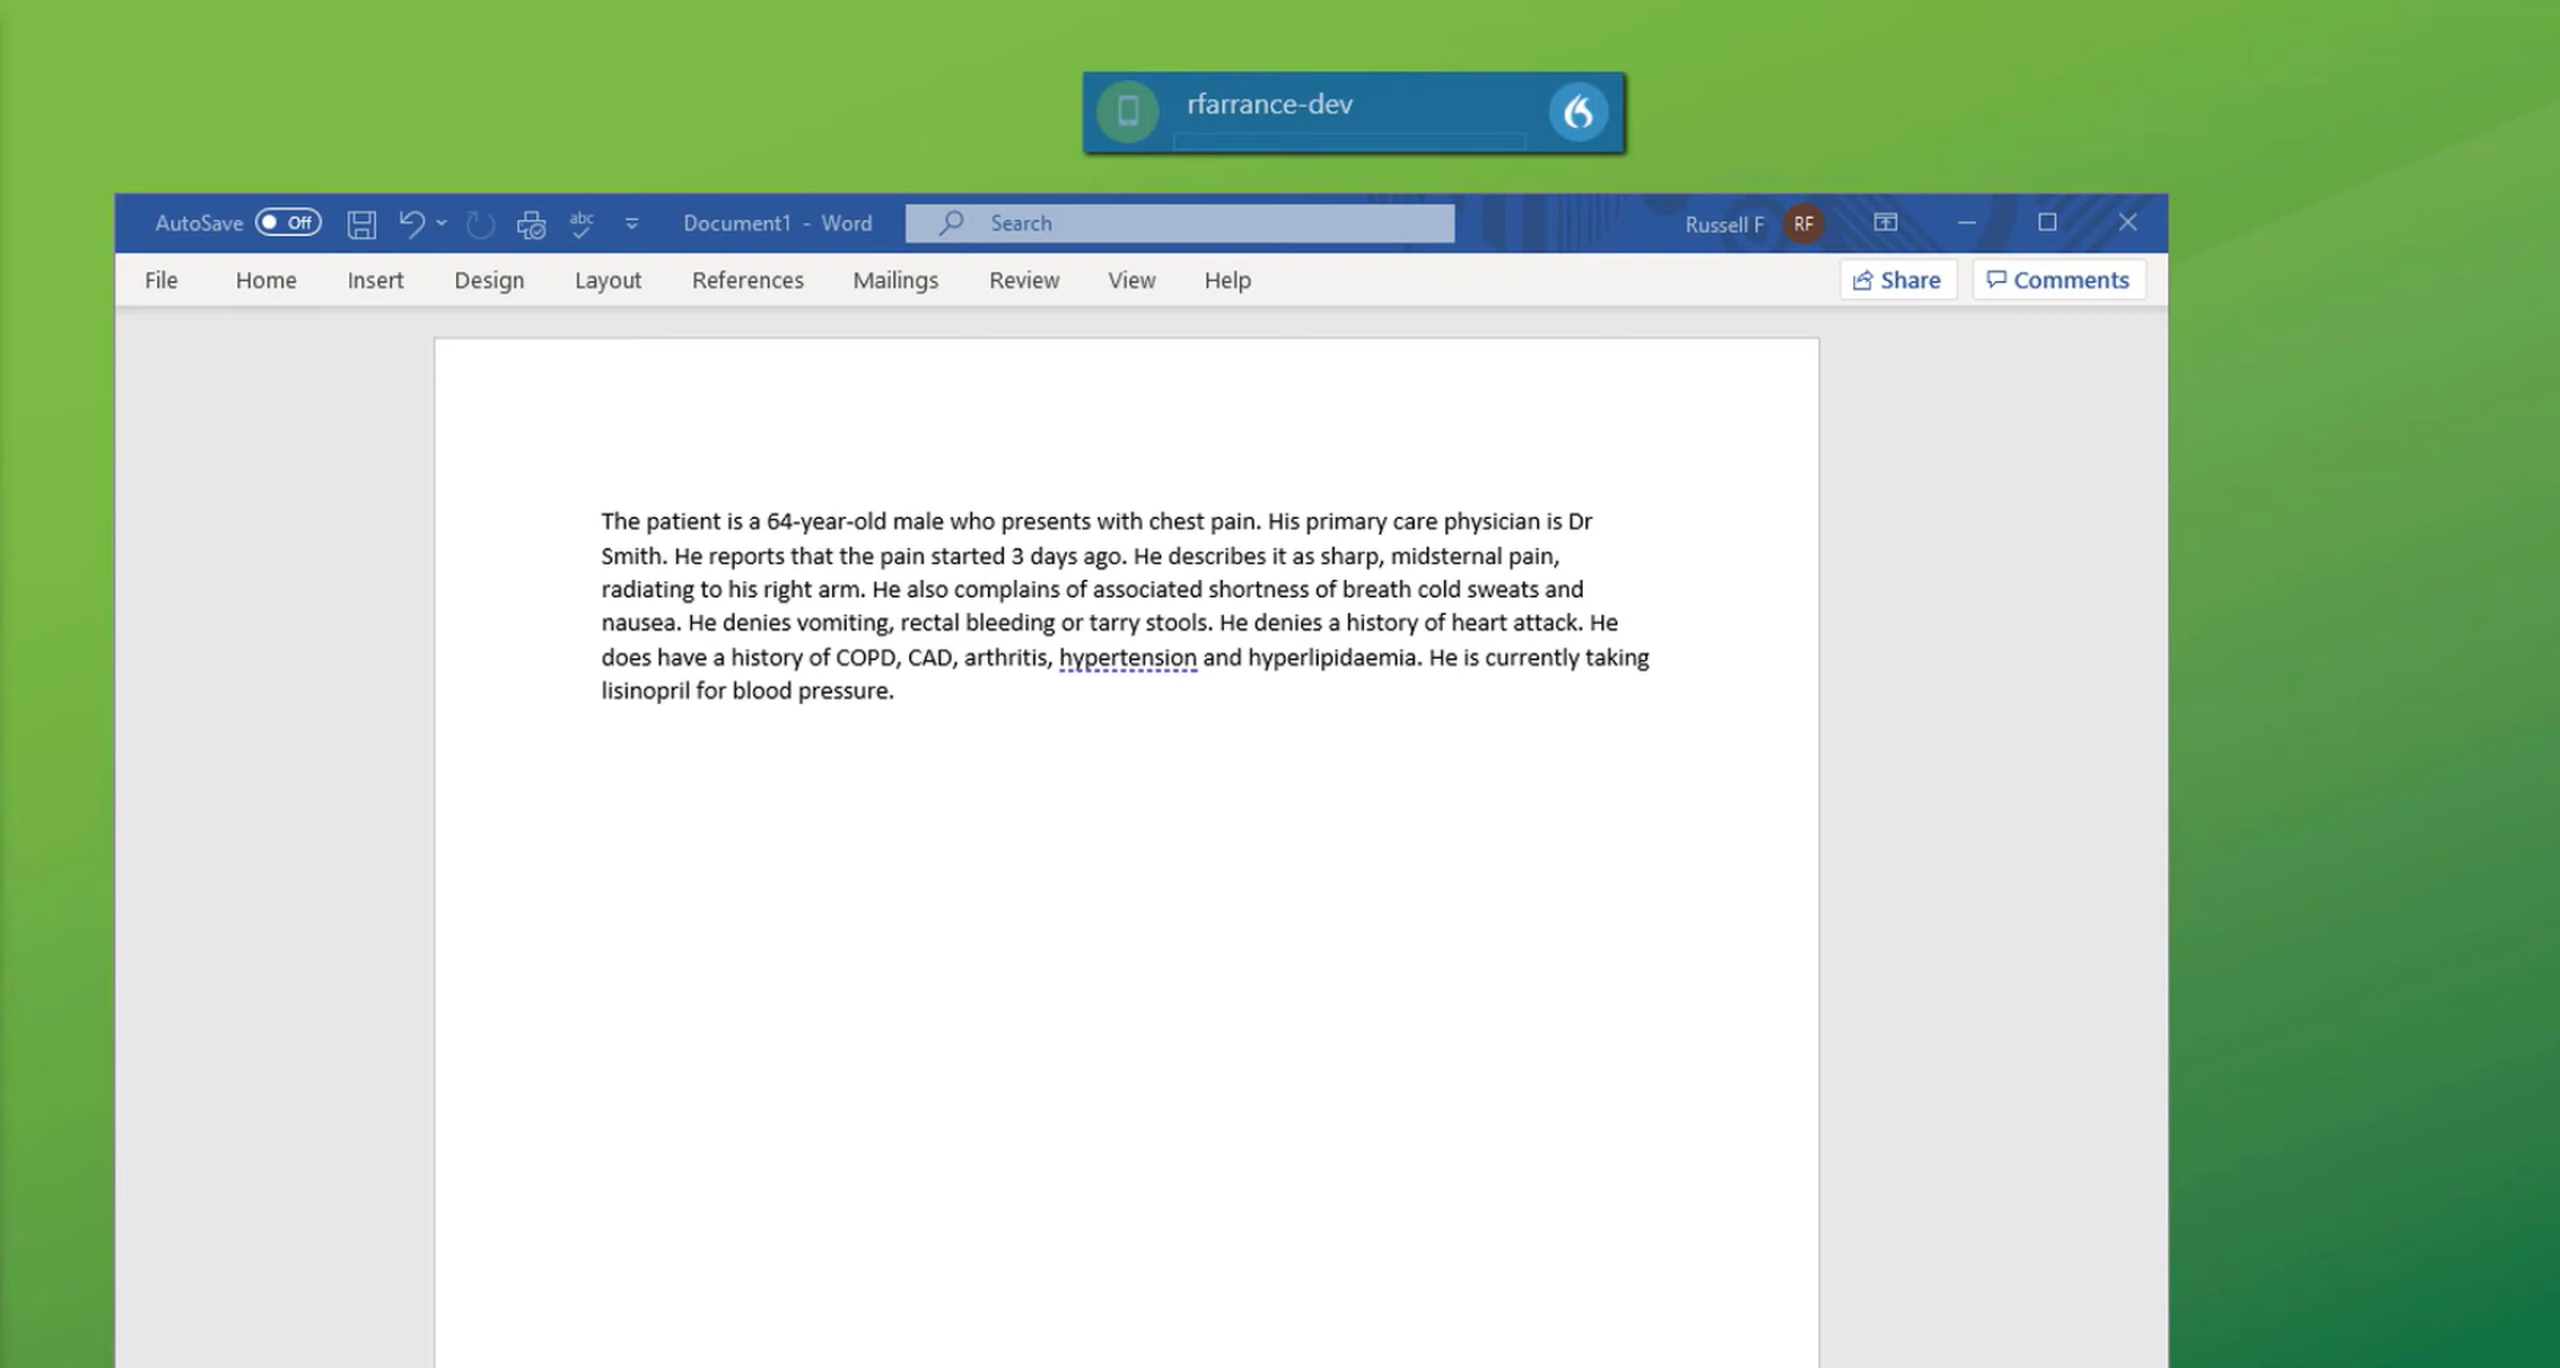 rfarrance-dev
AutoSave Off abc Document1 - Word Search Russell F RF
File Home Insert Design Layout References Mailings Review View Help Share Comments
The patient is a 64-year-old male who presents with chest pain. His primary care physician is Dr
Smith. He reports that the pain started 3 days ago. He describes it as sharp, midsternal pain,
radiating to his right arm. He also complains of associated shortness of breath cold sweats and
nausea. He denies vomiting, rectal bleeding or tarry stools. He denies a history of heart attack. He
does have a history of COPD, CAD, arthritis, hypertension and hyperlipidaemia. He is currently taking
lisinopril for blood pressure.